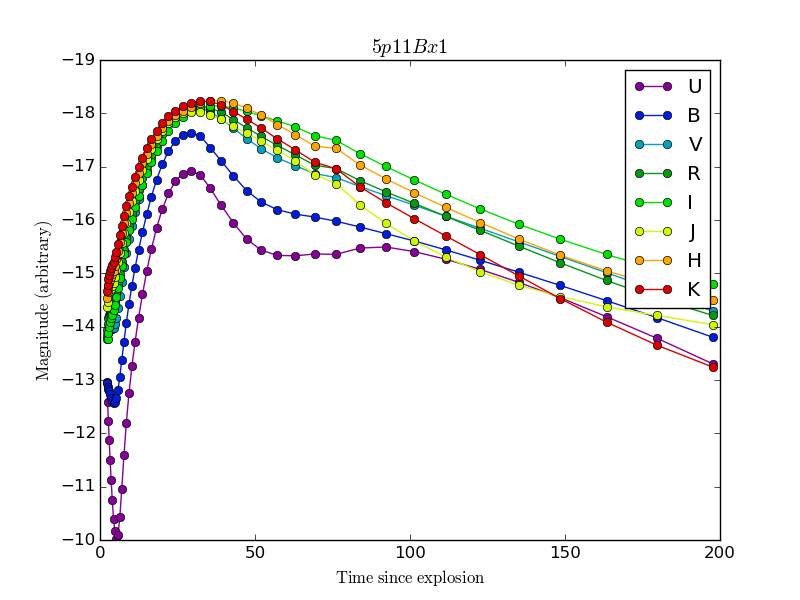 5p11Bx1
−19
−18
−17
−16
−15
−14
−13
−12
−11
−10
0
50
100
150
200
Magnitude (arbitrary)
Time since explosion
U
B
V
R
I
J
H
K